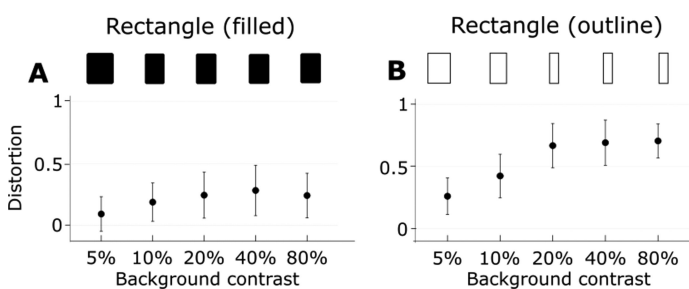 Rectangle (filled)
A
Distortion
1
0.5
0
5% 10% 20% 40% 80%
Background contrast
Rectangle (outline)
B
1
0.5
0
5% 10% 20% 40% 80%
Background contrast